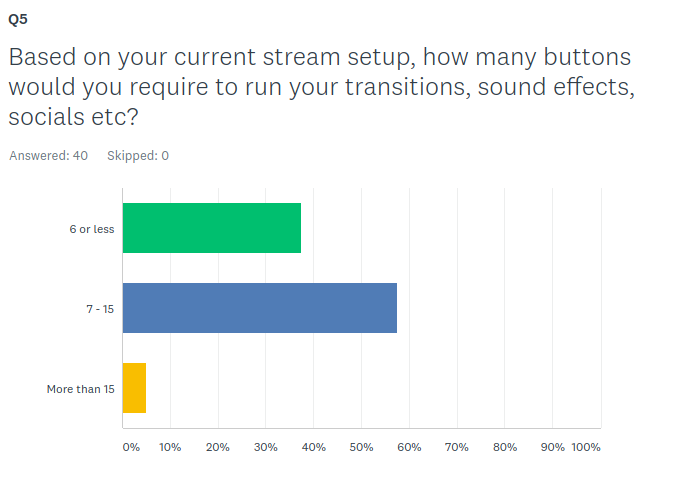 Q5
Based on your current stream setup, how many buttons
would you require to run your transitions, sound effects,
socials etc?
Answered: 40 Skipped: 0
6 or less
7 - 15
More than 15
0% 10% 20% 30% 40% 50% 60% 70% 80% 90% 100%